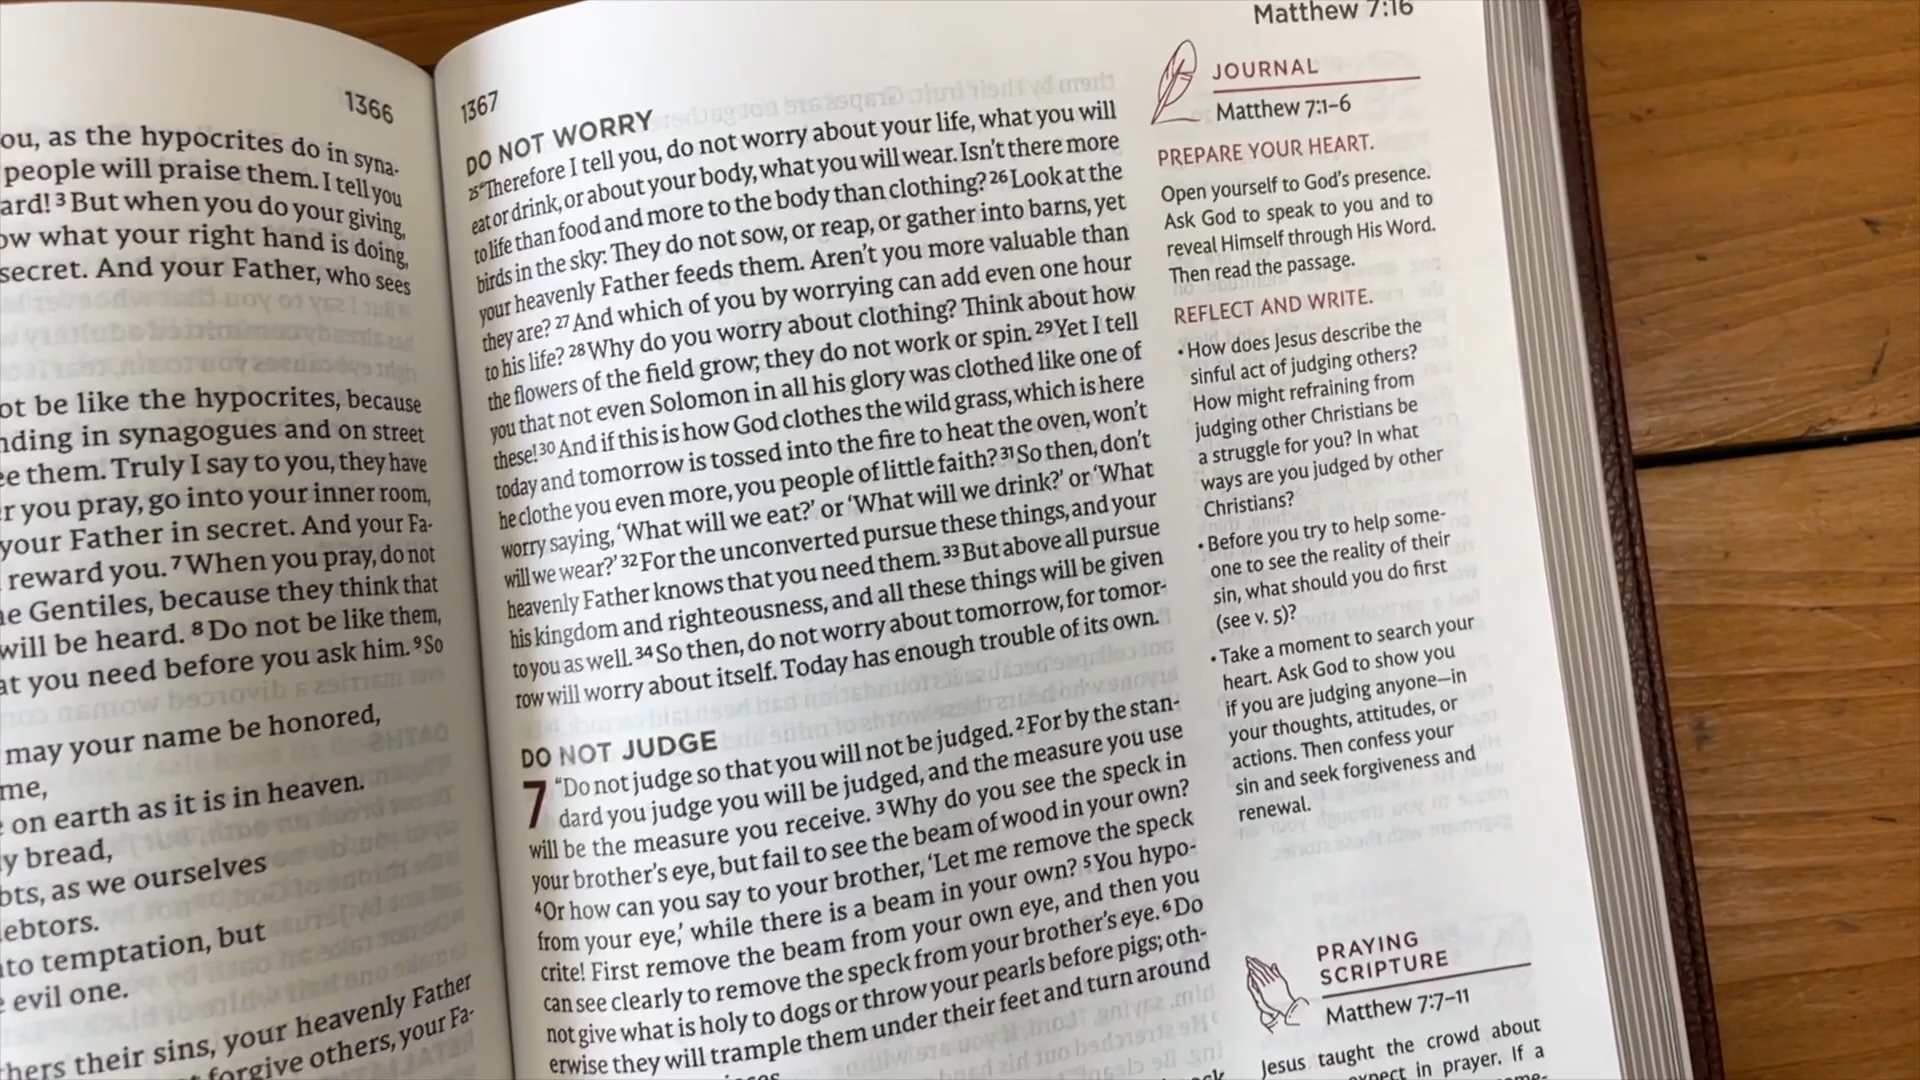 1366
ou, as the hypocrites do in syna-
people will praise them. I tell you
ard! 3 But when you do your giving,
ow what your right hand is doing,
secret. And your Father, who sees
ot be like the hypocrites, because
nding in synagogues and on street
ee them. Truly I say to you, they have
er you pray, go into your inner room,
your Father in secret. And your Fa-
reward you. 7 When you pray, do not
e Gentiles, because they think that
will be heard. 8 Do not be like them,
at you need before you ask him. 9 So
may your name be honored,
me,
on earth as it is in heaven.
y bread,
bts, as we ourselves
ebtors.
to temptation, but
evil one.
thers their sins, your heavenly Father
forgive others, your Fa-
1367
DO NOT WORRY
25 "Therefore I tell you, do not worry about your life, what you will
eat or drink, or about your body, what you will wear. Isn't there more
to life than food and more to the body than clothing? 26 Look at the
birds in the sky: They do not sow, or reap, or gather into barns, yet
your heavenly Father feeds them. Aren't you more valuable than
they are? 27 And which of you by worrying can add even one hour
to his life? 28 Why do you worry about clothing? Think about how
the flowers of the field grow; they do not work or spin. 29 Yet I tell
you that not even Solomon in all his glory was clothed like one of
these! 30 And if this is how God clothes the wild grass, which is here
today and tomorrow is tossed into the fire to heat the oven, won't
he clothe you even more, you people of little faith? 31 So then, don't
worry saying, 'What will we eat?' or 'What will we drink?' or 'What
will we wear?' 32 For the unconverted pursue these things, and your
heavenly Father knows that you need them. 33 But above all pursue
his kingdom and righteousness, and all these things will be given
to you as well. 34 So then, do not worry about tomorrow, for tomor-
row will worry about itself. Today has enough trouble of its own.
DO NOT JUDGE
7 "Do not judge so that you will not be judged. 2 For by the stan-
dard you judge you will be judged, and the measure you use
will be the measure you receive. 3 Why do you see the speck in
your brother's eye, but fail to see the beam of wood in your own?
4 Or how can you say to your brother, 'Let me remove the speck
from your eye,' while there is a beam in your own? 5 You hypo-
crite! First remove the beam from your own eye, and then you
can see clearly to remove the speck from your brother's eye. 6 Do
not give what is holy to dogs or throw your pearls before pigs; oth-
erwise they will trample them under their feet and turn around
Matthew 7:16
JOURNAL
Matthew 7:1–6
PREPARE YOUR HEART.
Open yourself to God's presence.
Ask God to speak to you and to
reveal Himself through His Word.
Then read the passage.
REFLECT AND WRITE.
• How does Jesus describe the
sinful act of judging others?
How might refraining from
judging other Christians be
a struggle for you? In what
ways are you judged by other
Christians?
• Before you try to help some-
one to see the reality of their
sin, what should you do first
(see v. 5)?
• Take a moment to search your
heart. Ask God to show you
if you are judging anyone—in
your thoughts, attitudes, or
actions. Then confess your
sin and seek forgiveness and
renewal.
PRAYING
SCRIPTURE
Matthew 7:7–11
Jesus taught the crowd about
in prayer. If a